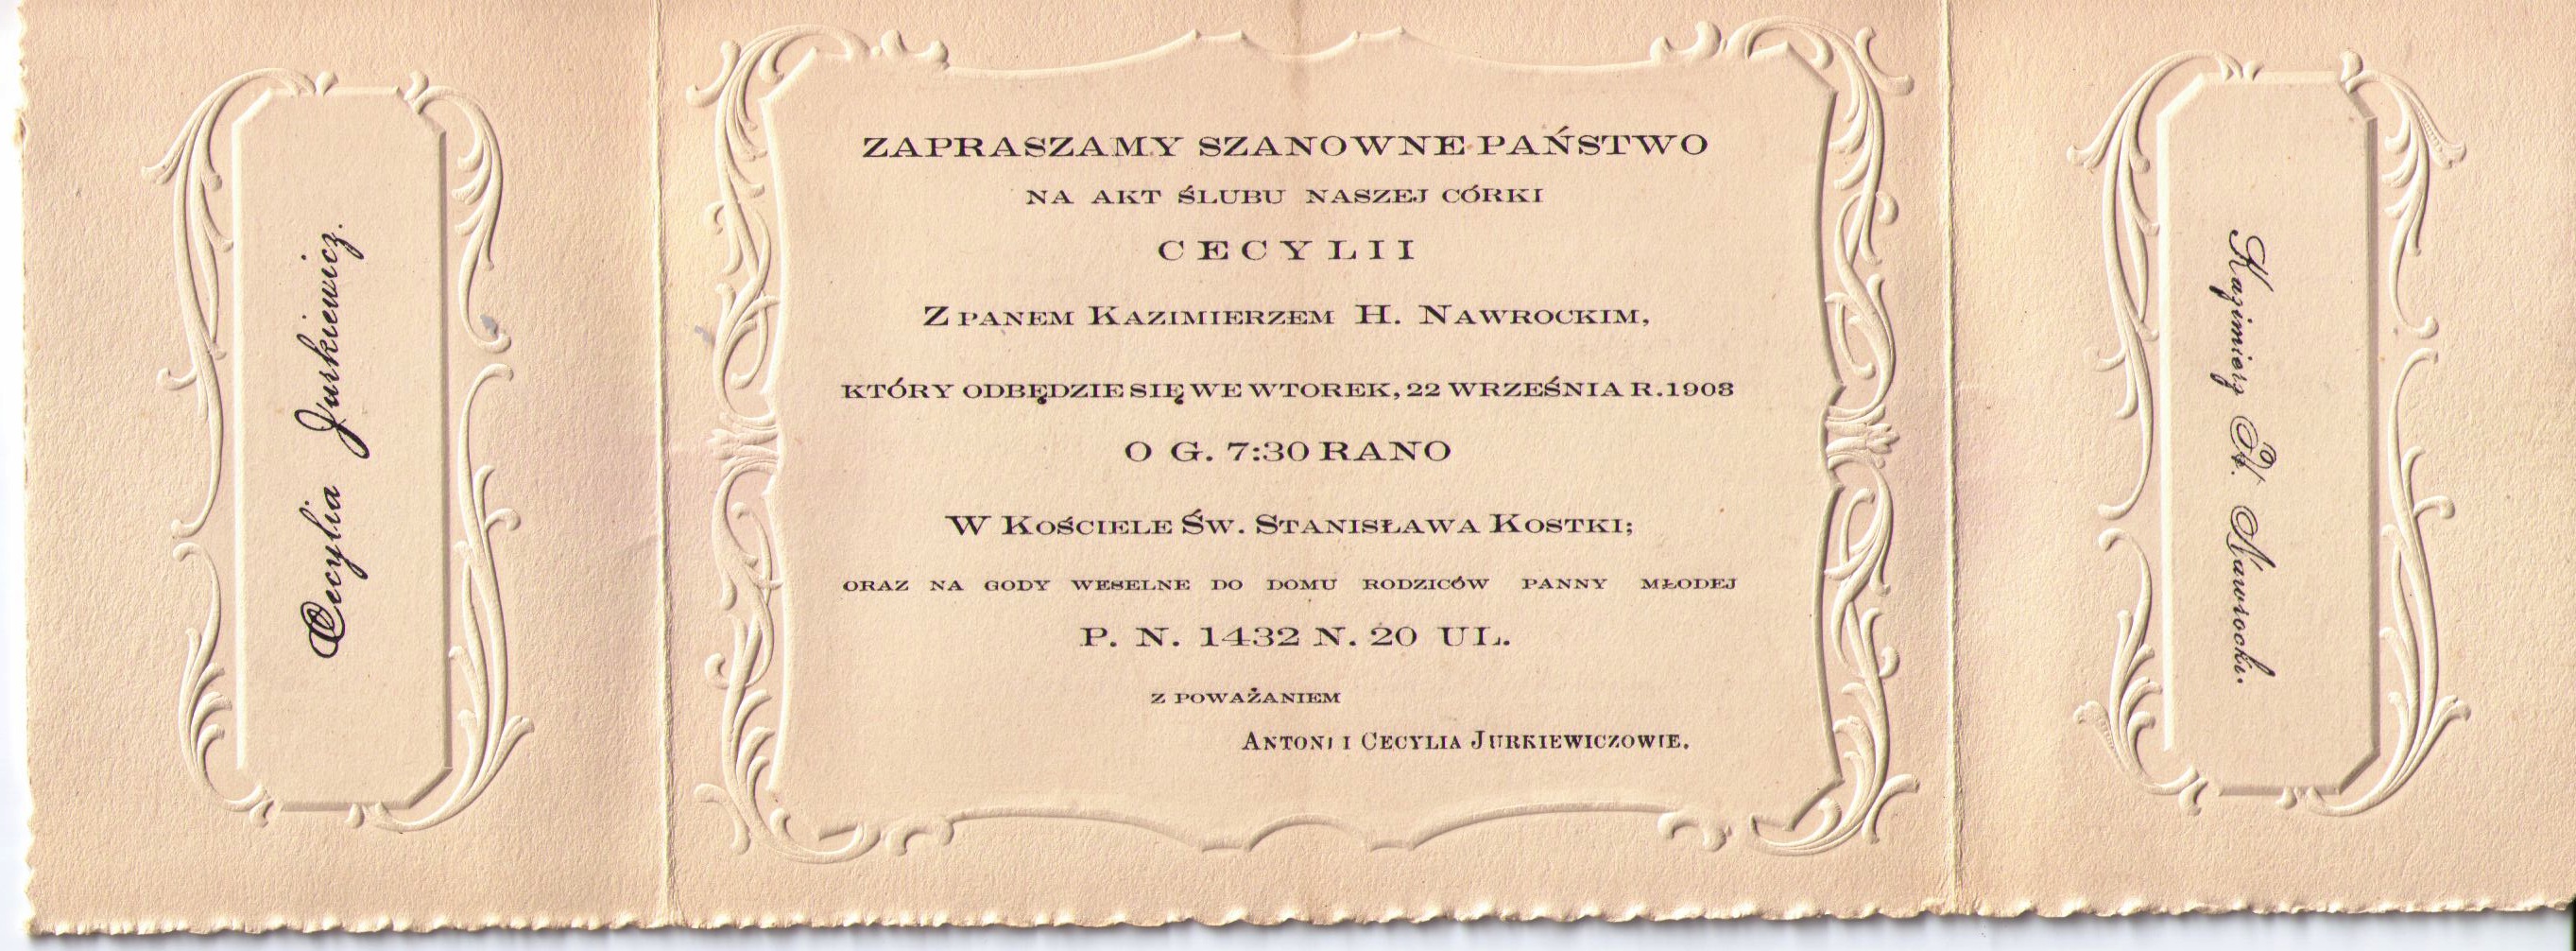 Cecylia Jurkiewicz.
ZAPRASZAMY SZANOWNE PAŃSTWO
NA AKT ŚLUBU NASZEJ CÓRKI
CECYLII
Z PANEM KAZIMIERZEM H. NAWROCKIM,
KTÓRY ODBĘDZIE SIĘ WE WTOREK, 22 WRZEŚNIA R. 1903
O G. 7:30 RANO
W KOŚCIELE ŚW. STANISŁAWA KOSTKI;
ORAZ NA GODY WESELNE DO DOMU RODZICÓW PANNY MŁODEJ
P. N. 1432 N. 20 UL.
Z POWAŻANIEM
ANTONI I CECYLIA JURKIEWICZOWIE.
Kazimierz H. Nawrocki.